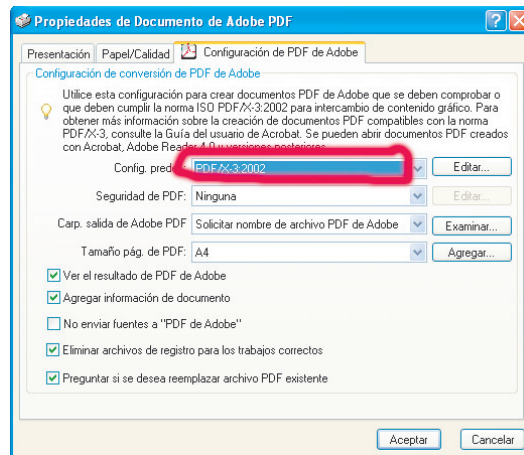 Propiedades de Documento de Adobe PDF
Presentación Papel/Calidad Configuración de PDF de Adobe
Configuración de conversión de PDF de Adobe
Utilice esta configuración para crear documentos PDF de Adobe que se deben comprobar o
que deben cumplir la norma ISO PDF/X-3:2002 para intercambio de contenido gráfico. Para
obtener más información sobre la creación de documentos PDF compatibles con la norma
PDF/X-3, consulte la Guía del usuario de Acrobat. Se pueden abrir documentos PDF creados
con Acrobat, Adobe Reader 4.0 y versiones posteriores.
Config. pred PDF/X-3:2002 Editar...
Seguridad de PDF: Ninguna Editar...
Carp. salida de Adobe PDF Solicitar nombre de archivo PDF de Adobe Examinar...
Tamaño pág. de PDF: A4 Agregar...
Ver el resultado de PDF de Adobe
Agregar información de documento
No enviar fuentes a "PDF de Adobe"
Eliminar archivos de registro para los trabajos correctos
Preguntar si se desea reemplazar archivo PDF existente
Aceptar Cancelar